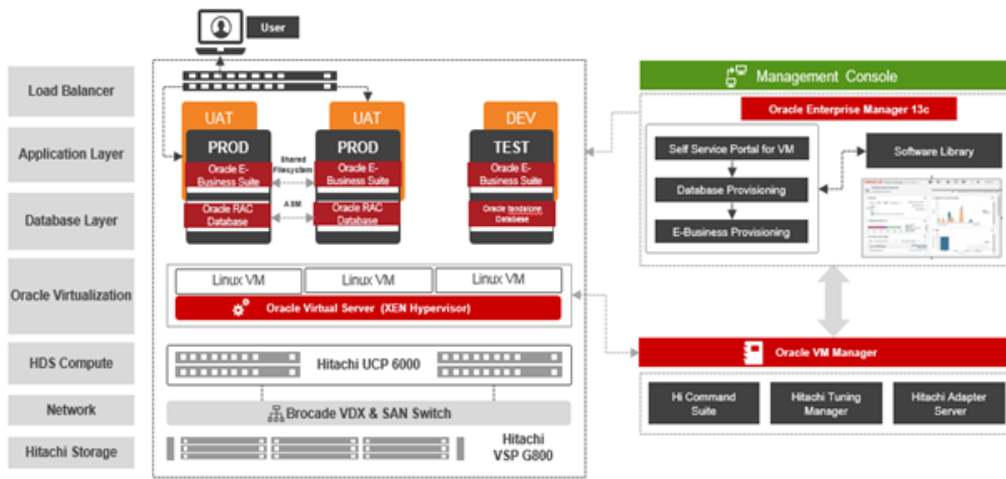 User
Load Balancer
Application Layer
Database Layer
Oracle Virtualization
HDS Compute
Network
Hitachi Storage
UAT
PROD
Oracle E-
Business Suite
Oracle RAC
Database
Shared
Filesystem
ASM
UAT
PROD
Oracle E-
Business Suite
Oracle RAC
Database
DEV
TEST
Oracle E-
Business Suite
Oracle tandalone
Database
Linux VM
Linux VM
Linux VM
Oracle Virtual Server (XEN Hypervisor)
Hitachi UCP 6000
Brocade VDX & SAN Switch
Hitachi
VSP G800
Management Console
Oracle Enterprise Manager 13c
Self Service Portal for VM
Database Provisioning
E-Business Provisioning
Software Library
Oracle VM Manager
Hi Command
Suite
Hitachi Tuning
Manager
Hitachi Adapter
Server